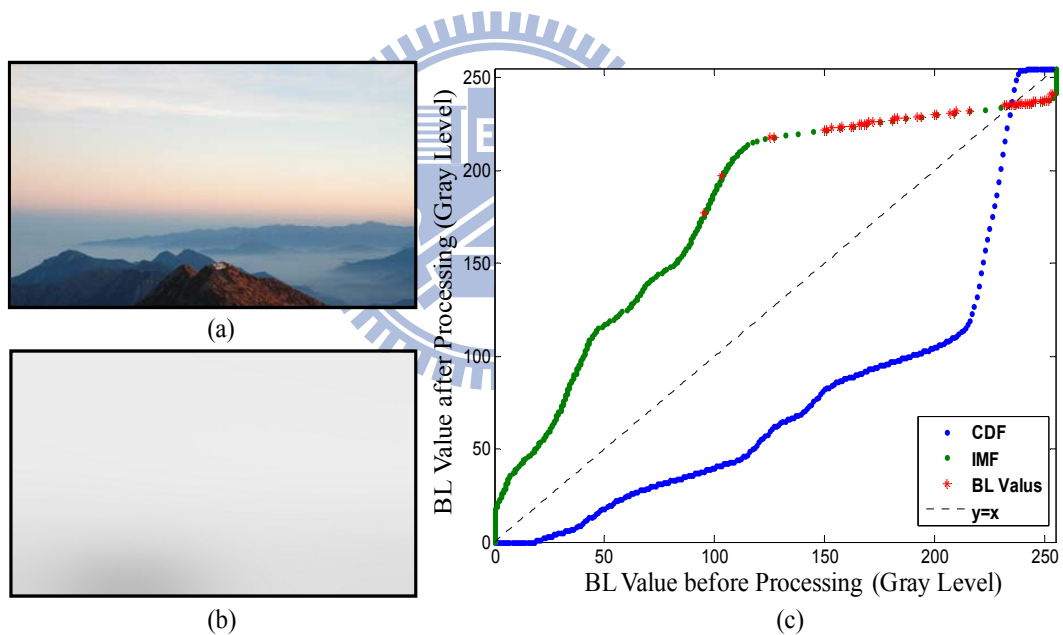 (a)
(b)
BL Value after Processing (Gray Level)
250
200
150
100
50
0
0
50
100
150
200
250
CDF
IMF
BL Valus
y=x
BL Value before Processing (Gray Level)
(c)